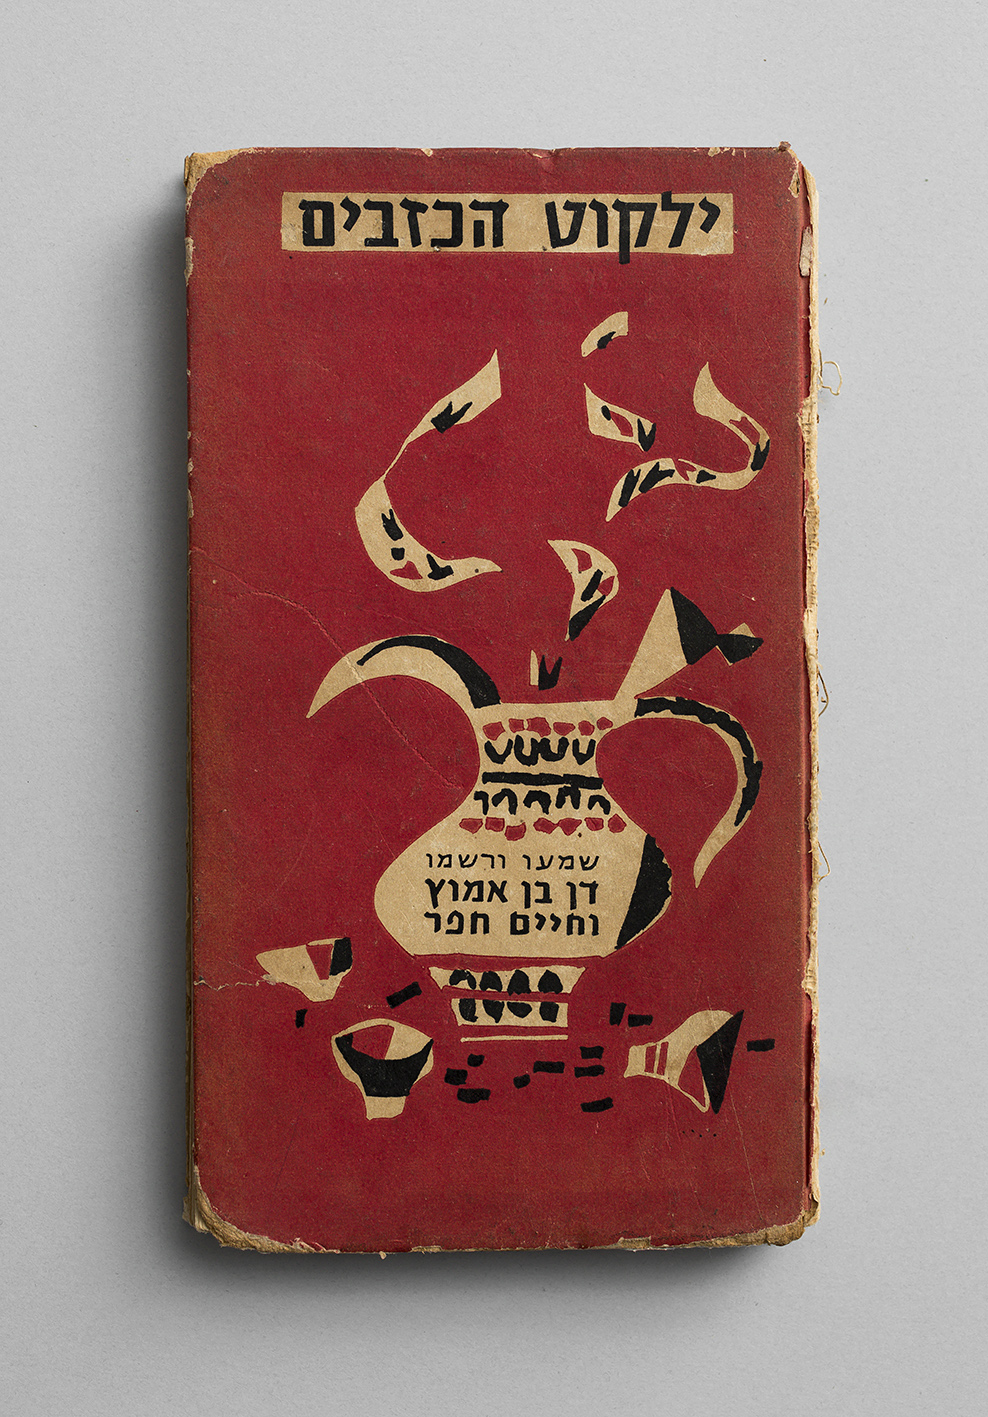 ילקוט הכזבים
שמעו ורשמו
דן בן אמוץ
וחיים חפר